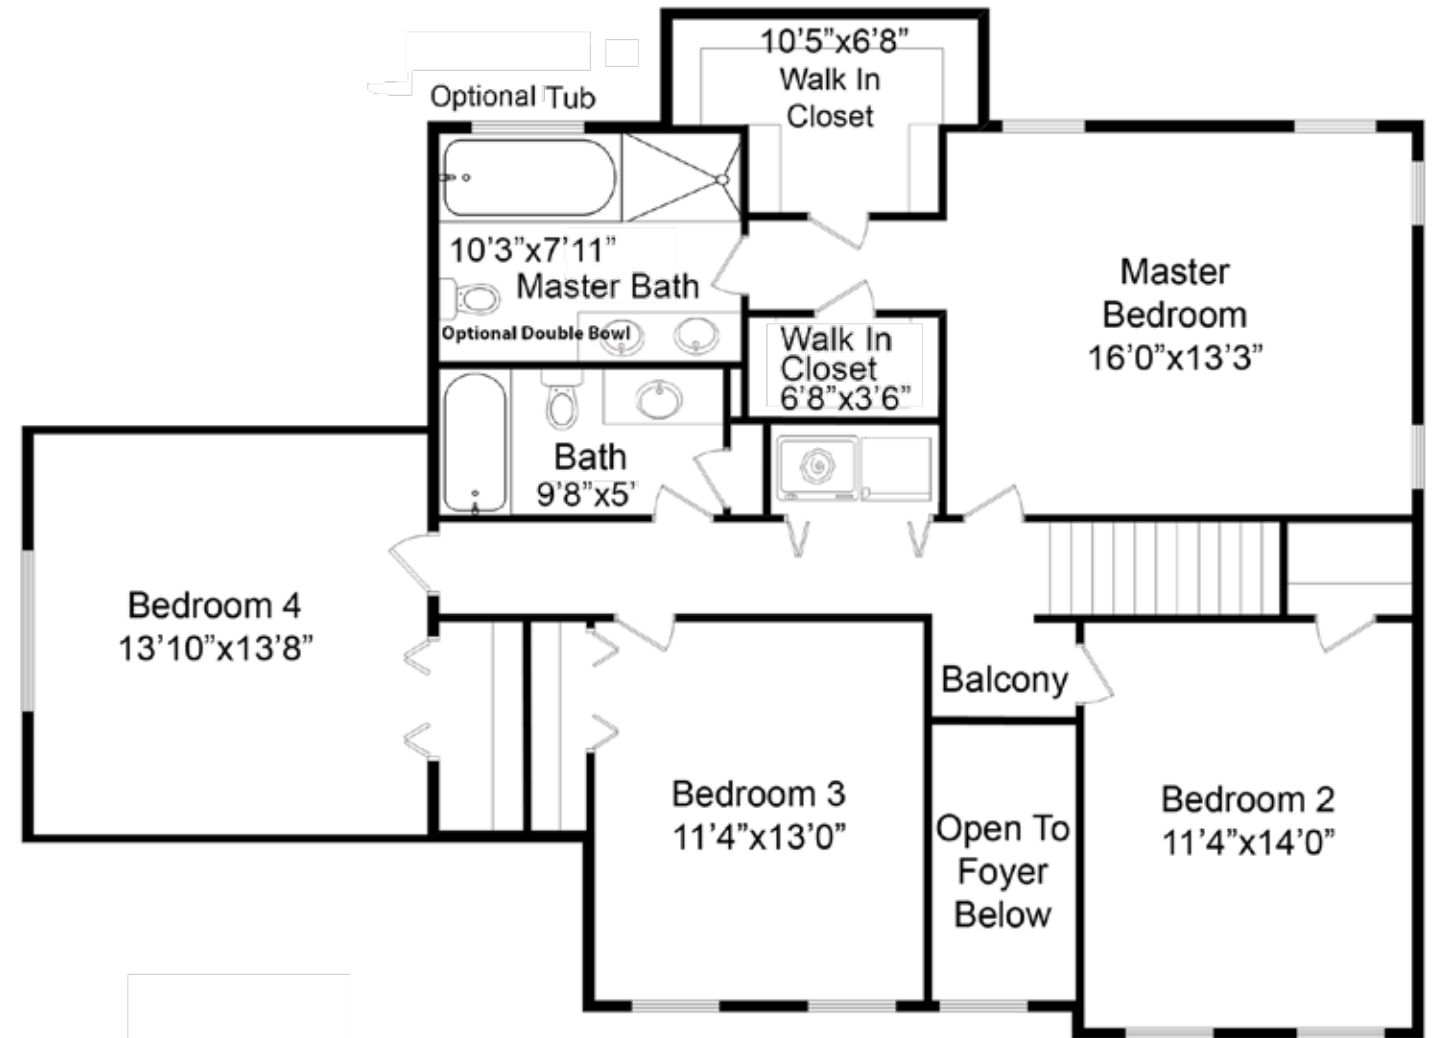 10’5”x6’8”
Walk In
Closet
Optional Tub
10’3”x7’11”
Master Bath
Optional Double Bowl
Master
Bedroom
16’0”x13’3”
Walk In
Closet
6’8”x3’6”
Bath
9’8”x5’
Bedroom 4
13’10”x13’8”
Balcony
Bedroom 3
11’4”x13’0”
Open To
Foyer
Below
Bedroom 2
11’4”x14’0”